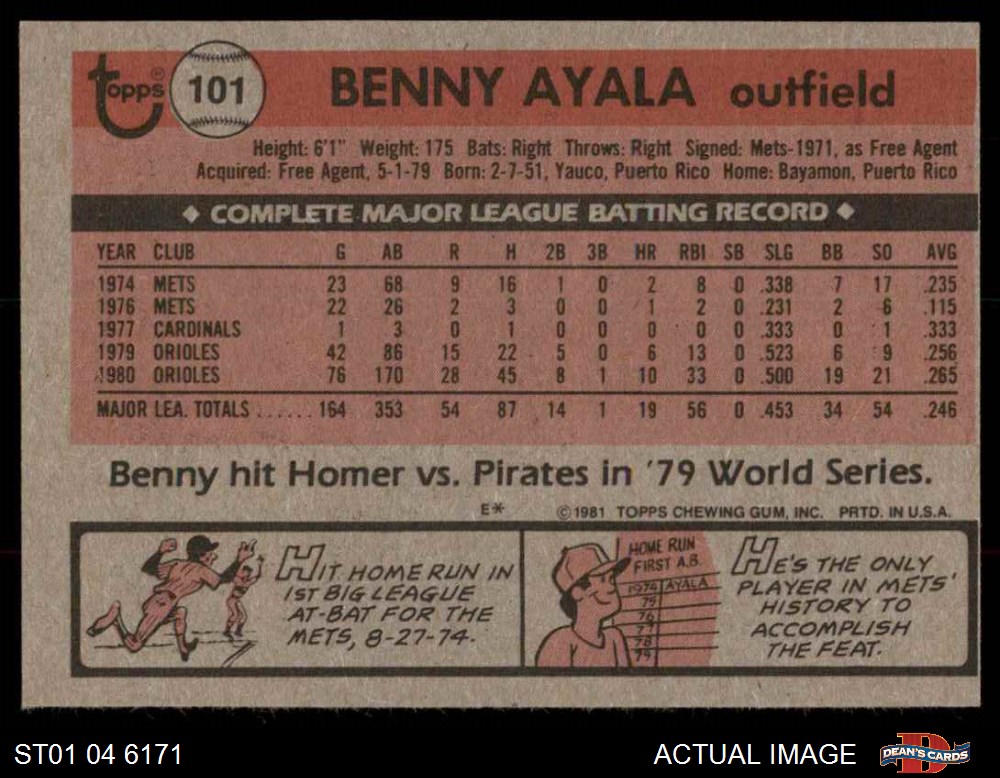 topps® 101 BENNY AYALA outfield
Height: 6'1" Weight: 175 Bats: Right Throws: Right Signed: Mets-1971, as Free Agent
Acquired: Free Agent, 5-1-79 Born: 2-7-51, Yauco, Puerto Rico Home: Bayamon, Puerto Rico
◆ COMPLETE MAJOR LEAGUE BATTING RECORD ◆
YEAR CLUB G AB R H 2B 3B HR RBI SB SLG BB SO AVG
1974 METS 23 68 9 16 1 0 2 8 0 .338 7 17 .235
1976 METS 22 26 2 3 0 0 1 2 0 .231 2 6 .115
1977 CARDINALS 1 3 0 1 0 0 0 0 0 .333 0 1 .333
1979 ORIOLES 42 86 15 22 5 0 6 13 0 .523 6 9 .256
1980 ORIOLES 76 170 28 45 8 1 10 33 0 .500 19 21 .265
MAJOR LEA. TOTALS ...... 164 353 54 87 14 1 19 56 0 .453 34 54 .246
Benny hit Homer vs. Pirates in '79 World Series.
E* ©1981 TOPPS CHEWING GUM, INC. PRTD. IN U.S.A.
HIT HOME RUN IN
1ST BIG LEAGUE
AT-BAT FOR THE
METS, 8-27-74.
HOME RUN
FIRST A.B.
1974 AYALA
75
76
77
78
79
HE'S THE ONLY
PLAYER IN METS'
HISTORY TO
ACCOMPLISH
THE FEAT.
ST01 04 6171
ACTUAL IMAGE
DEAN'S CARDS